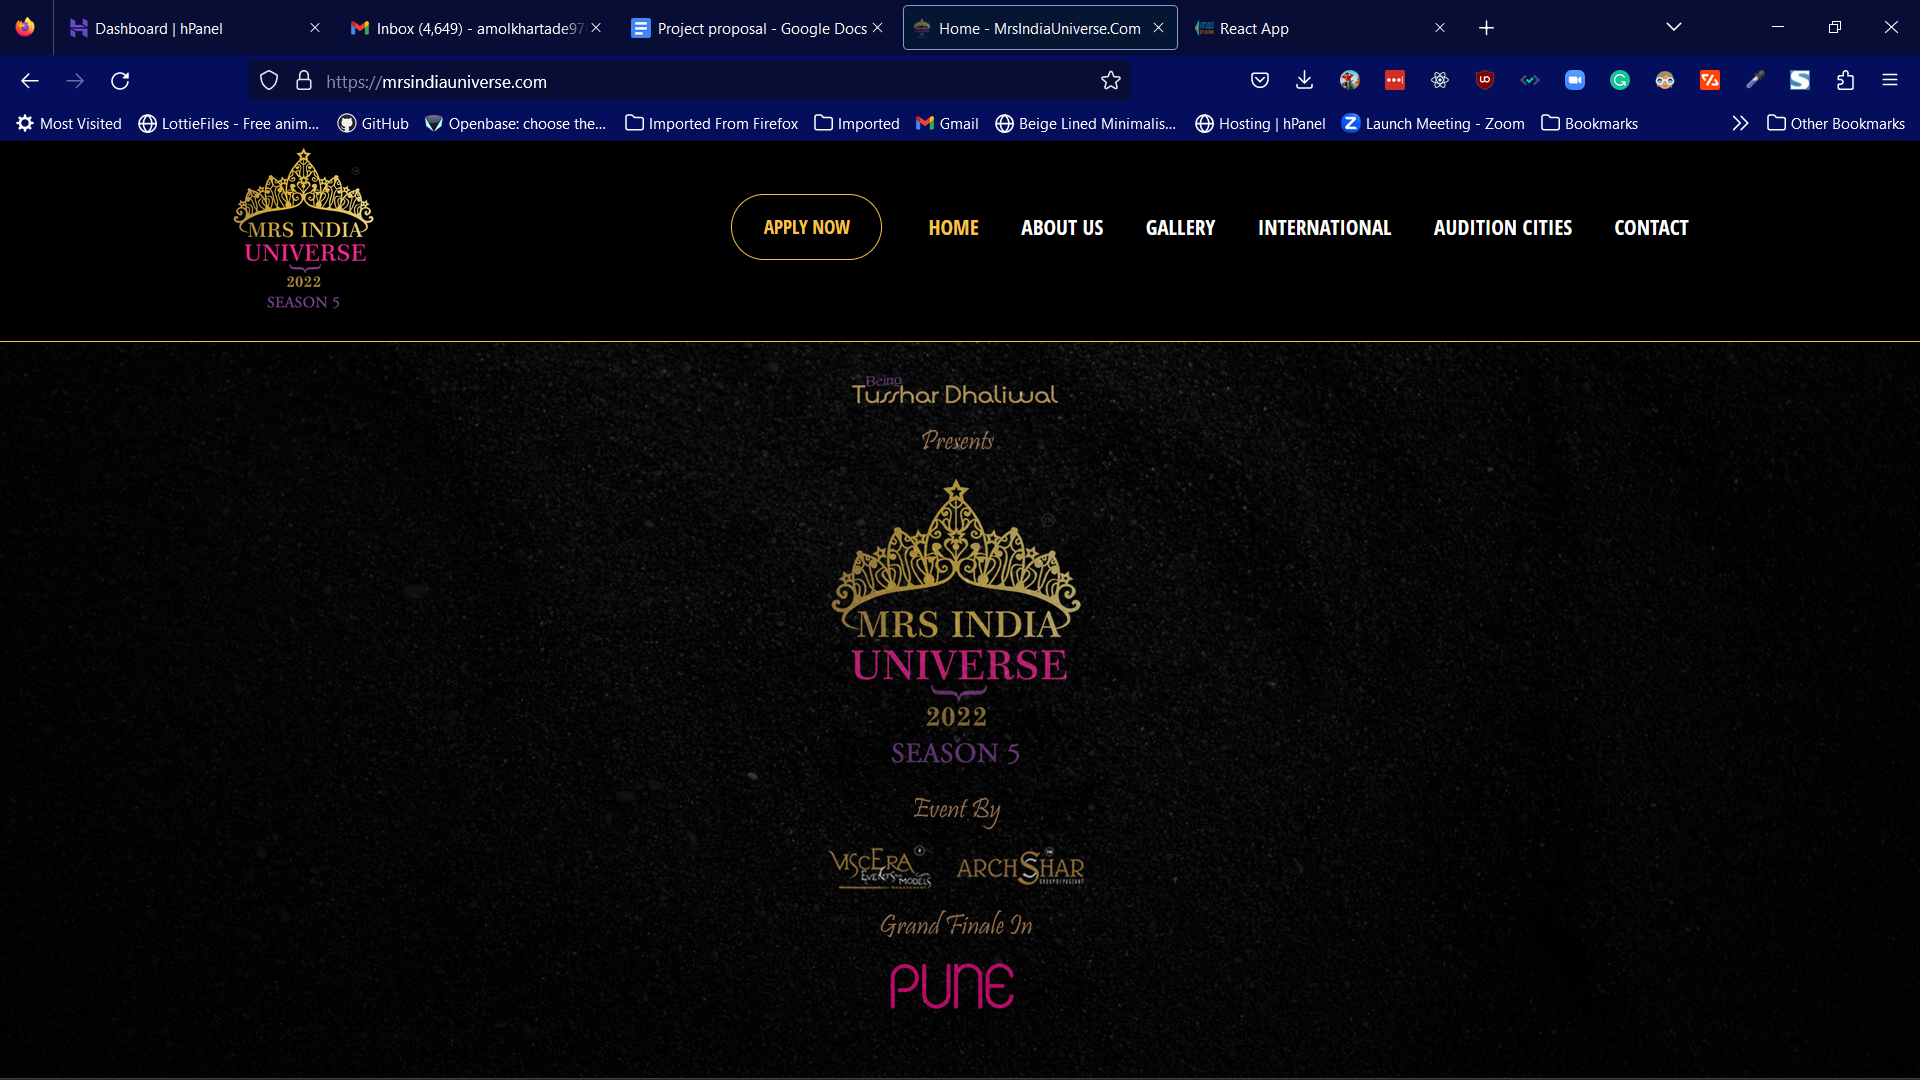 Dashboard | hPanel
Inbox (4,649) - amolkhartade97
Project proposal - Google Docs
Home - MrsIndiaUniverse.Com
React App
https://mrsindiauniverse.com
Most Visited
LottieFiles - Free anim...
GitHub
Openbase: choose the...
Imported From Firefox
Imported
Gmail
Beige Lined Minimalis...
Hosting | hPanel
Launch Meeting - Zoom
Bookmarks
Other Bookmarks
MRS INDIA
UNIVERSE
2022
SEASON 5
APPLY NOW
HOME
ABOUT US
GALLERY
INTERNATIONAL
AUDITION CITIES
CONTACT
Being
Tusshar Dhaliwal
Presents
MRS INDIA
UNIVERSE
2022
SEASON 5
Event By
VISCERA
EVENTS
MODELS
ARCHSHAR
Grand Finale In
PUNE